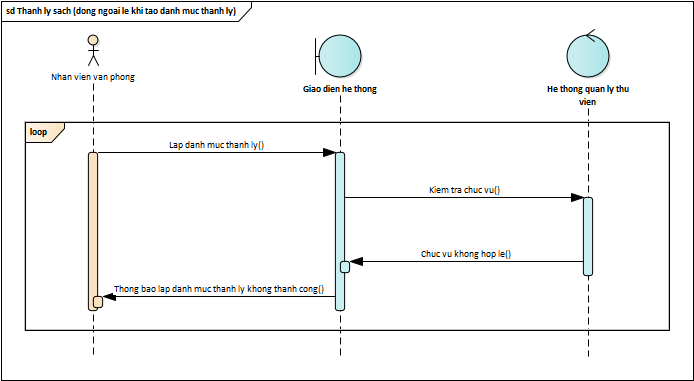 sd Thanh ly sach (dong ngoai le khi tao danh muc thanh ly)
Nhan vien van phong
Giao dien he thong
He thong quan ly thu
vien
loop
Lap danh muc thanh ly()
Kiem tra chuc vu()
Chuc vu khong hop le()
Thong bao lap danh muc thanh ly khong thanh cong()